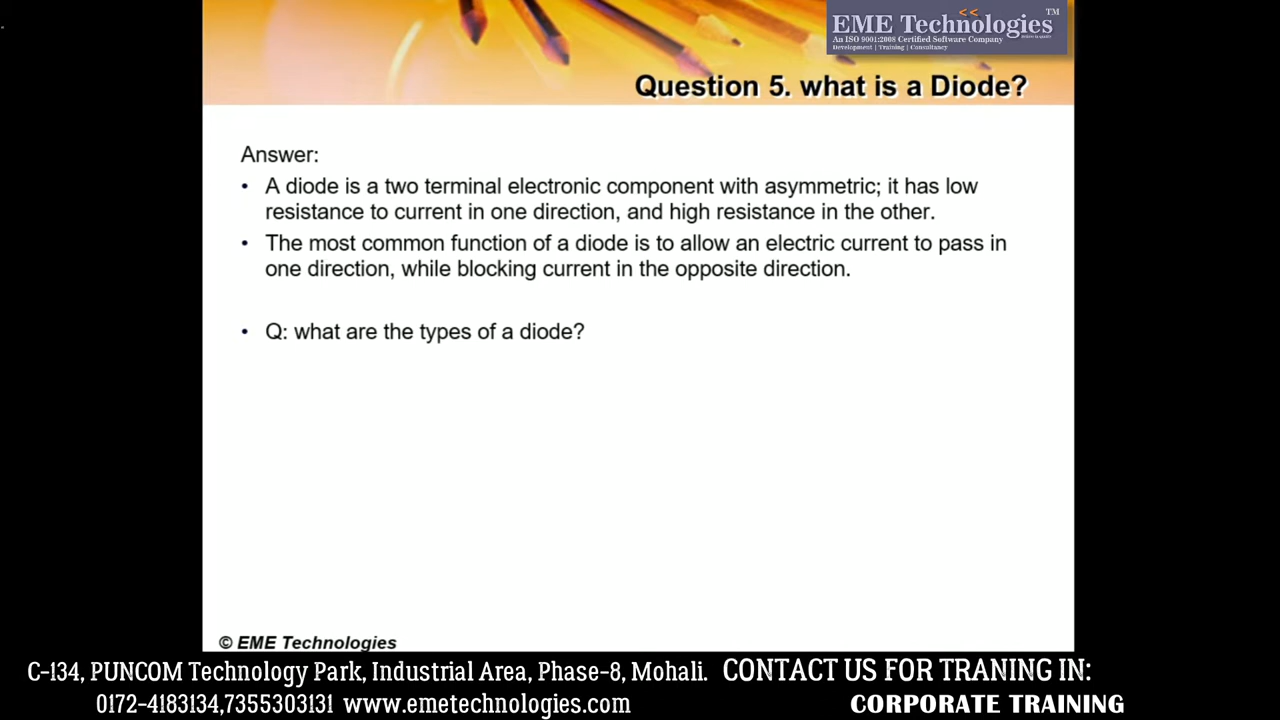 EME Technologies™
An ISO 9001:2008 Certified Software Company
Development | Training | Consultancy
Question 5. what is a Diode?
Answer:
• A diode is a two terminal electronic component with asymmetric; it has low
resistance to current in one direction, and high resistance in the other.
• The most common function of a diode is to allow an electric current to pass in
one direction, while blocking current in the opposite direction.
• Q: what are the types of a diode?
© EME Technologies
C-134, PUNCOM Technology Park, Industrial Area, Phase-8, Mohali. CONTACT US FOR TRANING IN:
0172-4183134,7355303131 www.emetechnologies.com CORPORATE TRAINING